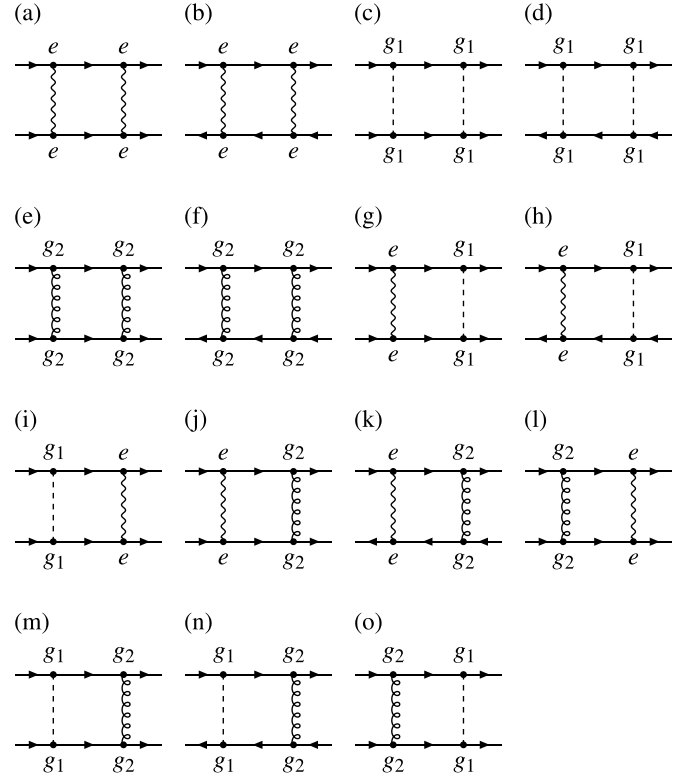 (a) (b) (c) (d)
e e e e g₁ g₁ g₁ g₁
e e e e g₁ g₁ g₁ g₁
(e) (f) (g) (h)
g₂ g₂ g₂ g₂ e g₁ e g₁
g₂ g₂ g₂ g₂ e g₁ e g₁
(i) (j) (k) (l)
g₁ e e g₂ e g₂ g₂ e
g₁ e e g₂ e g₂ g₂ e
(m) (n) (o)
g₁ g₂ g₁ g₂ g₂ g₁
g₁ g₂ g₁ g₂ g₂ g₁